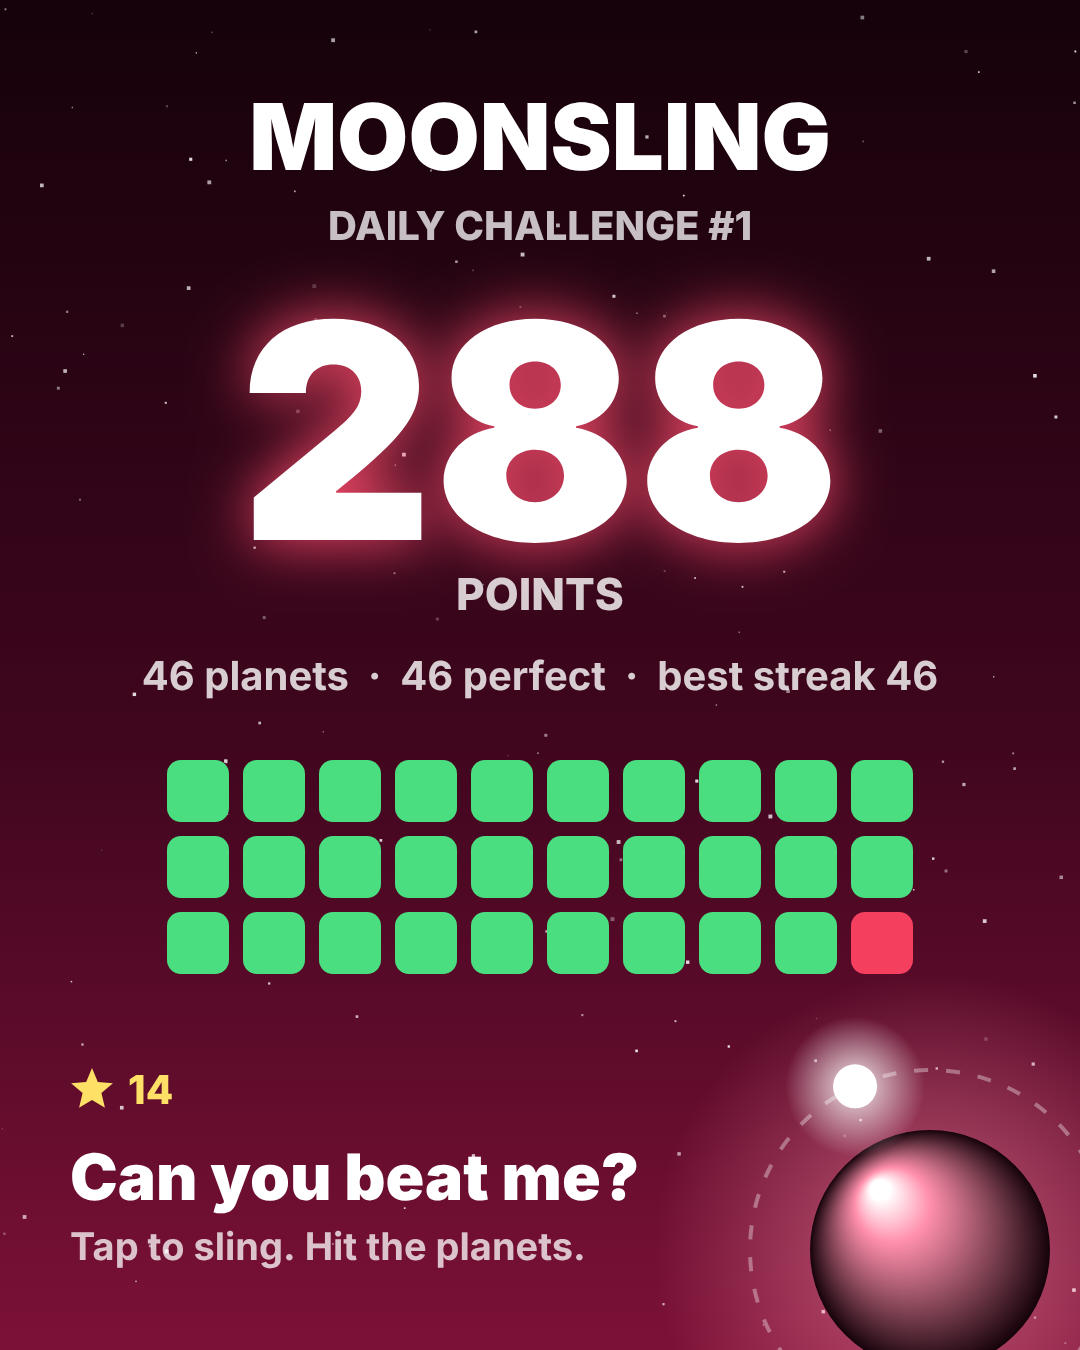 MOONSLING
DAILY CHALLENGE #1
288
POINTS
46 planets · 46 perfect · best streak 46
14
Can you beat me?
Tap to sling. Hit the planets.